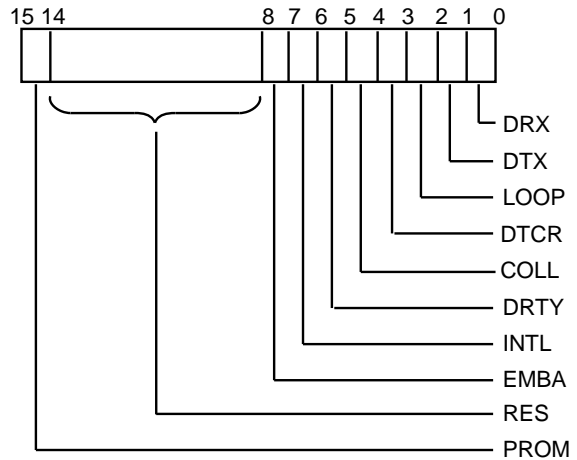 15 14 8 7 6 5 4 3 2 1 0
DRX
DTX
LOOP
DTCR
COLL
DRTY
INTL
EMBA
RES
PROM